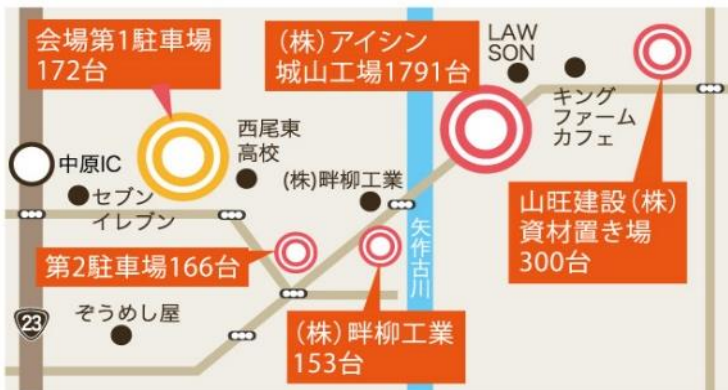 会場第1駐車場
172台
(株)アイシン
城山工場1791台
LAW
SON
キング
ファーム
カフェ
西尾東
高校
中原IC
(株)畔柳工業
セブン
イレブン
山旺建設(株)
資材置き場
300台
矢作古川
第2駐車場166台
23
ぞうめし屋
(株)畔柳工業
153台